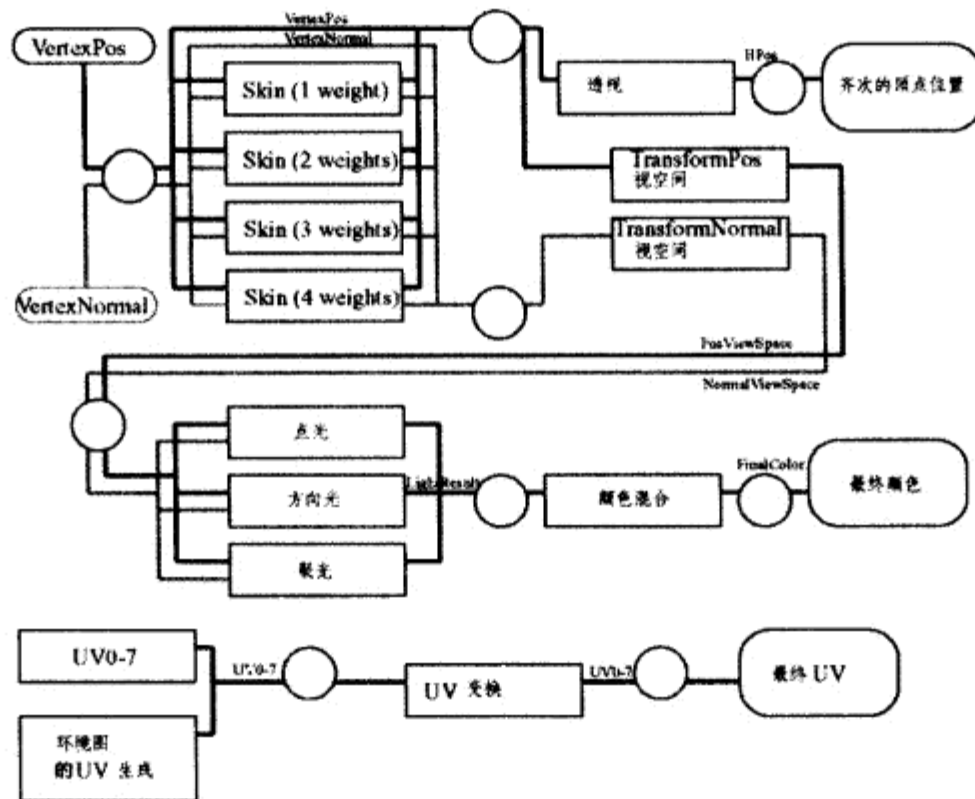 VertexPos
VertexNormal
VertexPos
VertexNormal
Skin (1 weight)
Skin (2 weights)
Skin (3 weights)
Skin (4 weights)
透视
HPos
齐次的顶点位置
TransformPos
视空间
TransformNormal
视空间
PosViewSpace
NormalViewSpace
点光
方向光
聚光
LightResult
颜色混合
FinalColor
最终颜色
UV0-7
环境图
的UV 生成
UV0-7
UV 变换
UV0-7
最终 UV